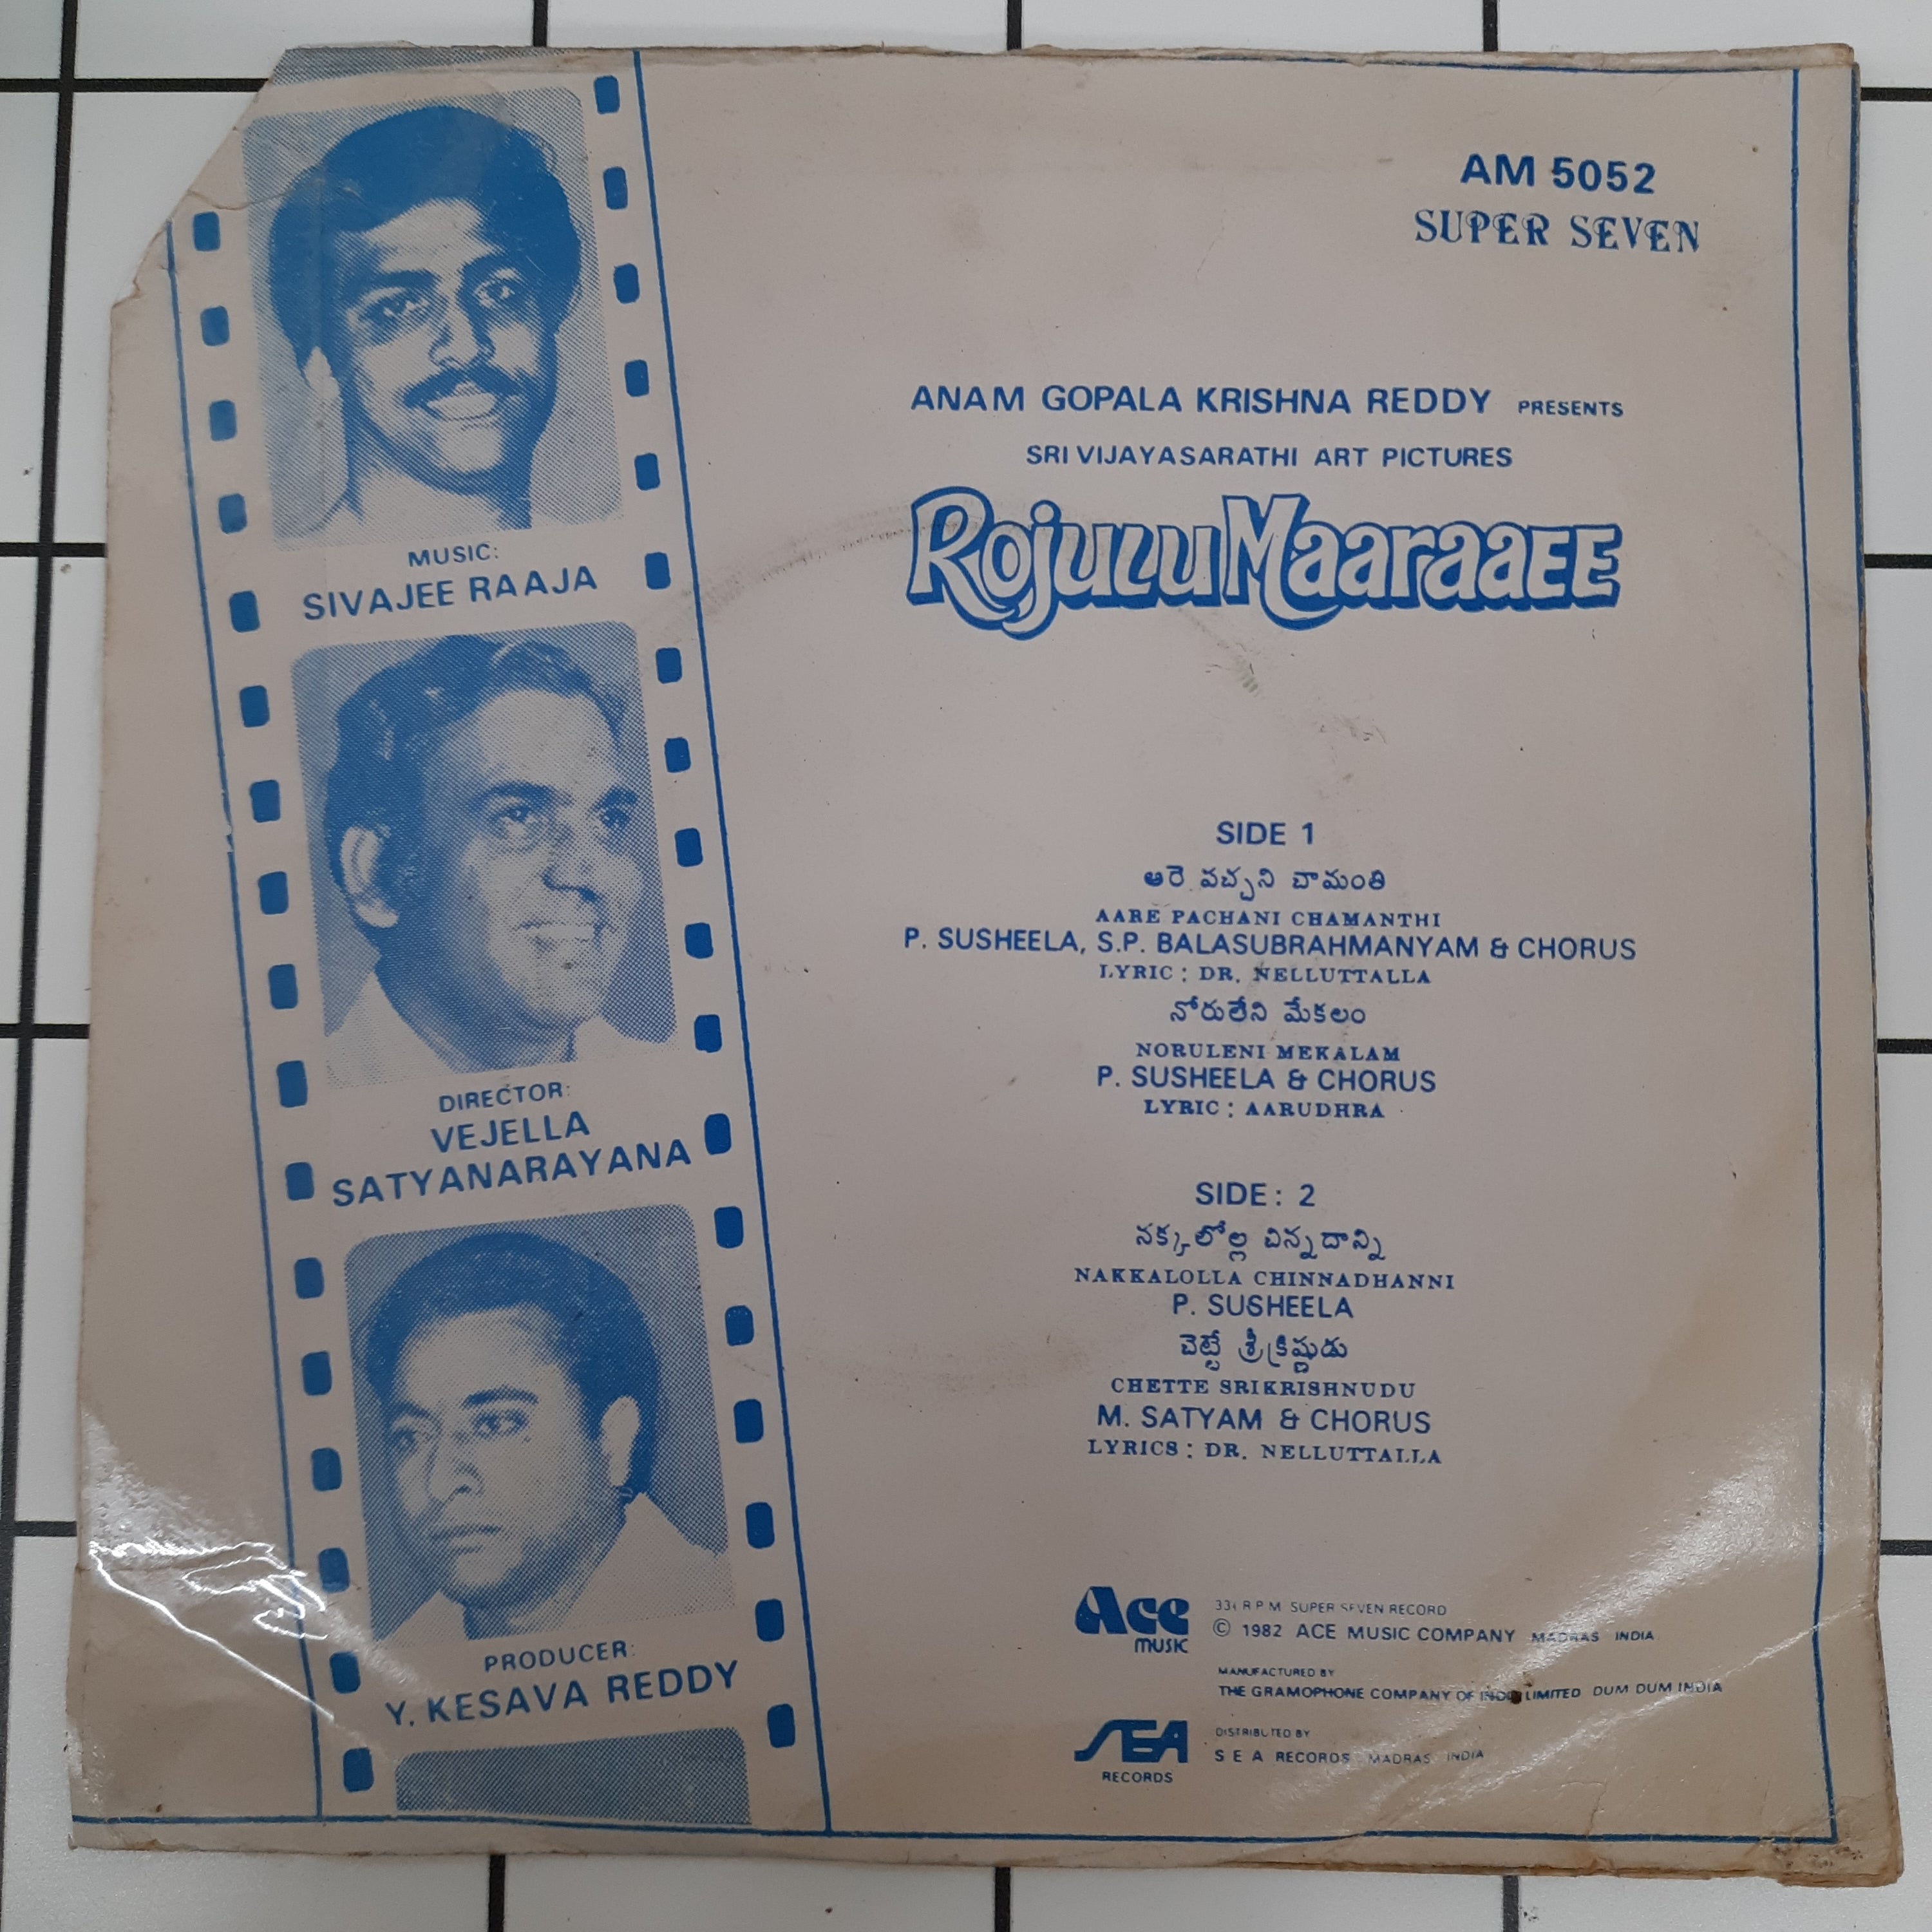 AM 5052
SUPER SEVEN
ANAM GOPALA KRISHNA REDDY PRESENTS
SRI VIJAYASARATHI ART PICTURES
Rojulu MaaraaEE
MUSIC:
SIVAJEE RAAJA
DIRECTOR:
VEJELLA
SATYANARAYANA
PRODUCER:
Y. KESAVA REDDY
SIDE 1
అరె పచ్చని చామంతి
AARE PACHANI CHAMANTHI
P. SUSHEELA, S.P. BALASUBRAHMANYAM & CHORUS
LYRIC : DR. NELLUTTALLA
నోరులేని మేకలం
NORULENI MEKALAM
P. SUSHEELA & CHORUS
LYRIC : AARUDHRA
SIDE : 2
నక్కలోల్ల చిన్నదాన్ని
NAKKALOLLA CHINNADHANNI
P. SUSHEELA
చెట్టే శ్రీక్రిష్ణుడు
CHETTE SRIKRISHNUDU
M. SATYAM & CHORUS
LYRICS : DR. NELLUTTALLA
Ace
music
33⅓ R.P.M. SUPER SEVEN RECORD
© 1982 ACE MUSIC COMPANY MADRAS INDIA
MANUFACTURED BY
THE GRAMOPHONE COMPANY OF INDIA LIMITED DUM DUM INDIA
SEA
RECORDS
DISTRIBUTED BY
S E A RECORDS MADRAS INDIA